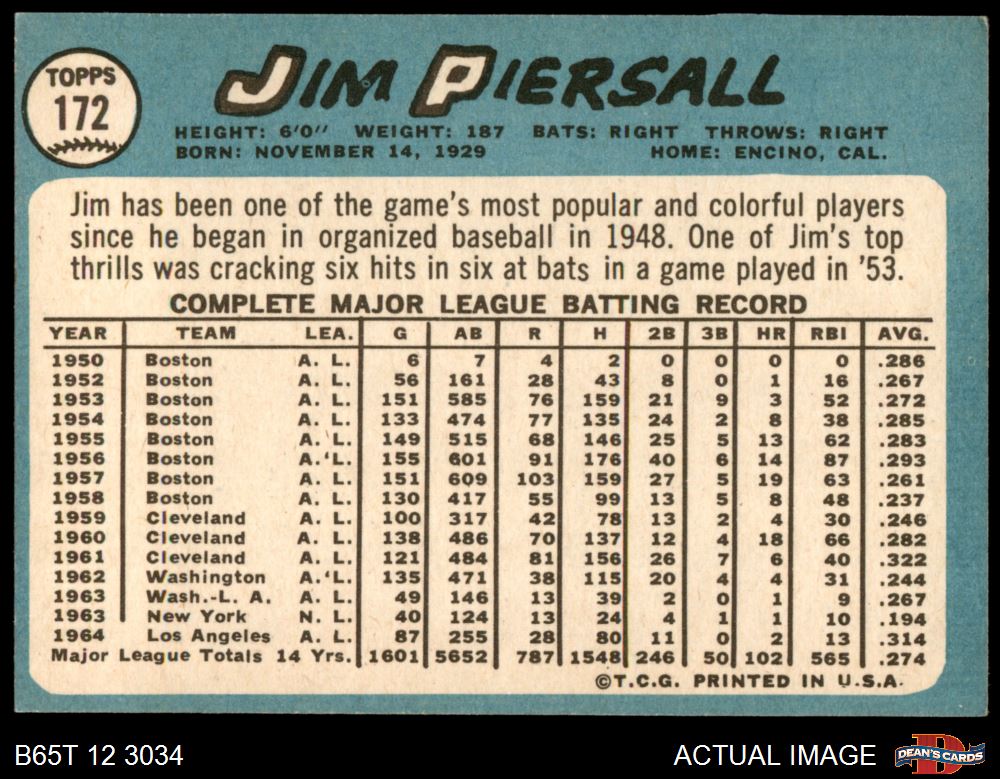 TOPPS
172
JIM PIERSALL
HEIGHT: 6'0" WEIGHT: 187 BATS: RIGHT THROWS: RIGHT
BORN: NOVEMBER 14, 1929 HOME: ENCINO, CAL.
Jim has been one of the game's most popular and colorful players
since he began in organized baseball in 1948. One of Jim's top
thrills was cracking six hits in six at bats in a game played in '53.
COMPLETE MAJOR LEAGUE BATTING RECORD
YEAR TEAM LEA. G AB R H 2B 3B HR RBI AVG.
1950 Boston A. L. 6 7 4 2 0 0 0 0 .286
1952 Boston A. L. 56 161 28 43 8 0 1 16 .267
1953 Boston A. L. 151 585 76 159 21 9 3 52 .272
1954 Boston A. L. 133 474 77 135 24 2 8 38 .285
1955 Boston A. L. 149 515 68 146 25 5 13 62 .283
1956 Boston A. L. 155 601 91 176 40 6 14 87 .293
1957 Boston A. L. 151 609 103 159 27 5 19 63 .261
1958 Boston A. L. 130 417 55 99 13 5 8 48 .237
1959 Cleveland A. L. 100 317 42 78 13 2 4 30 .246
1960 Cleveland A. L. 138 486 70 137 12 4 18 66 .282
1961 Cleveland A. L. 121 484 81 156 26 7 6 40 .322
1962 Washington A. L. 135 471 38 115 20 4 4 31 .244
1963 Wash.-L. A. A. L. 49 146 13 39 2 0 1 9 .267
1963 New York N. L. 40 124 13 24 4 1 1 10 .194
1964 Los Angeles A. L. 87 255 28 80 11 0 2 13 .314
Major League Totals 14 Yrs. 1601 5652 787 1548 246 50 102 565 .274
©T.C.G. PRINTED IN U.S.A.
B65T 12 3034 ACTUAL IMAGE DEAN'S CARDS